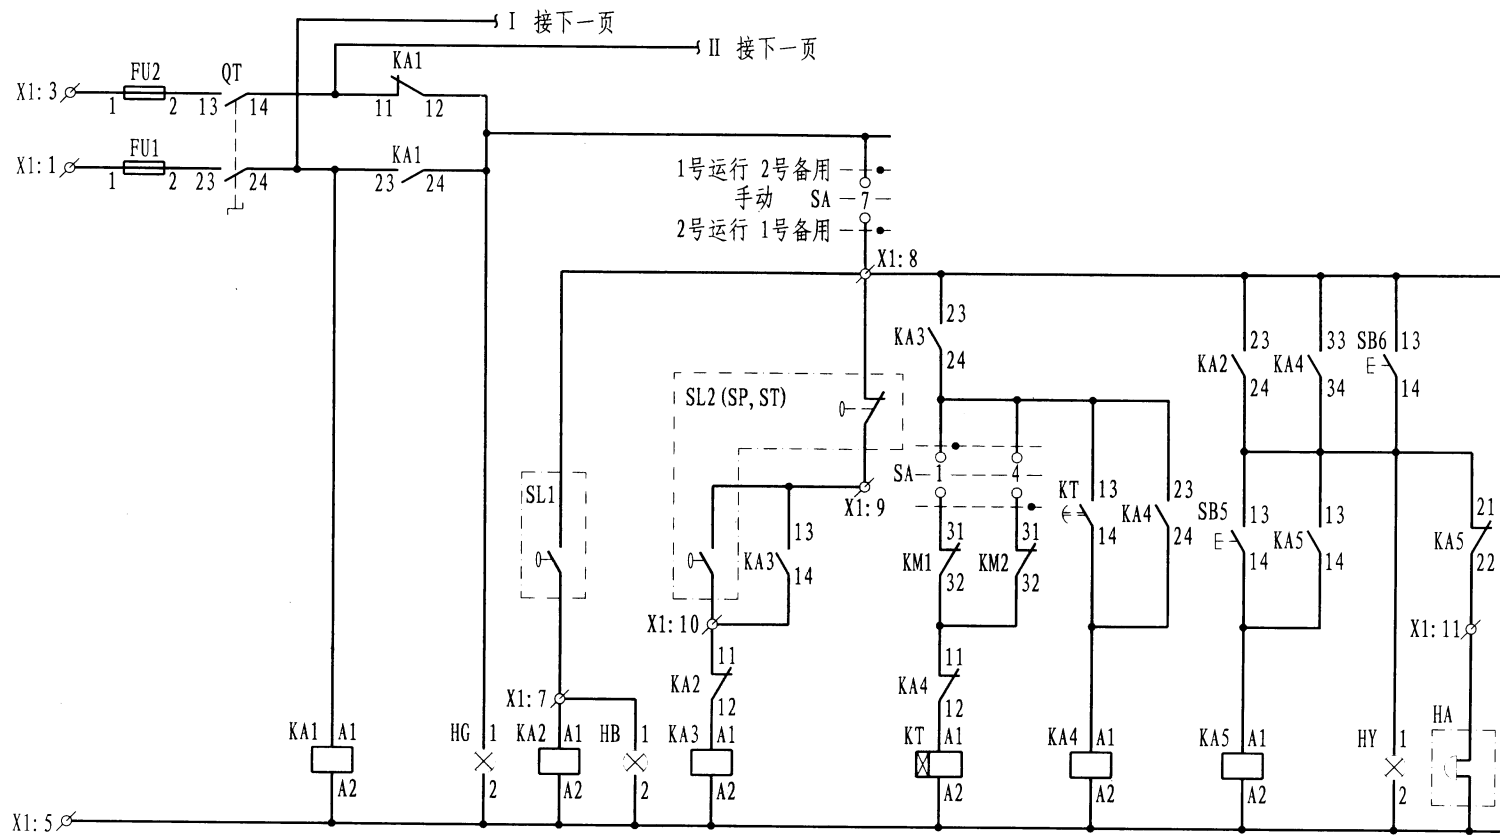 I 接下一页
II 接下一页
KA1
FU2 QT
X1:3
1 2 13 14 11 12
FU1 KA1
X1:1
1 2 23 24 23 24
1号运行 2号备用
手动 SA 7
2号运行 1号备用
X1:8
23
KA3
24
23 33 SB6 13
KA2 KA4
24 34 14
SL2(SP,ST)
SA 1 4
SL1
X1:9
KT 13 23
KA4
14 24
13 13 21
SB5 KA5 KA5
14 14 22
13
KA3
14
31 31
KM1 KM2
32 32
X1:10
X1:11
11
KA2
12
11
KA4
12
X1:7
KA1 A1
A2
HG 1
2
KA2 A1
A2
HB 1
2
KA3 A1
A2
KT A1
A2
KA4 A1
A2
KA5 A1
A2
HY 1
2
HA
X1:5